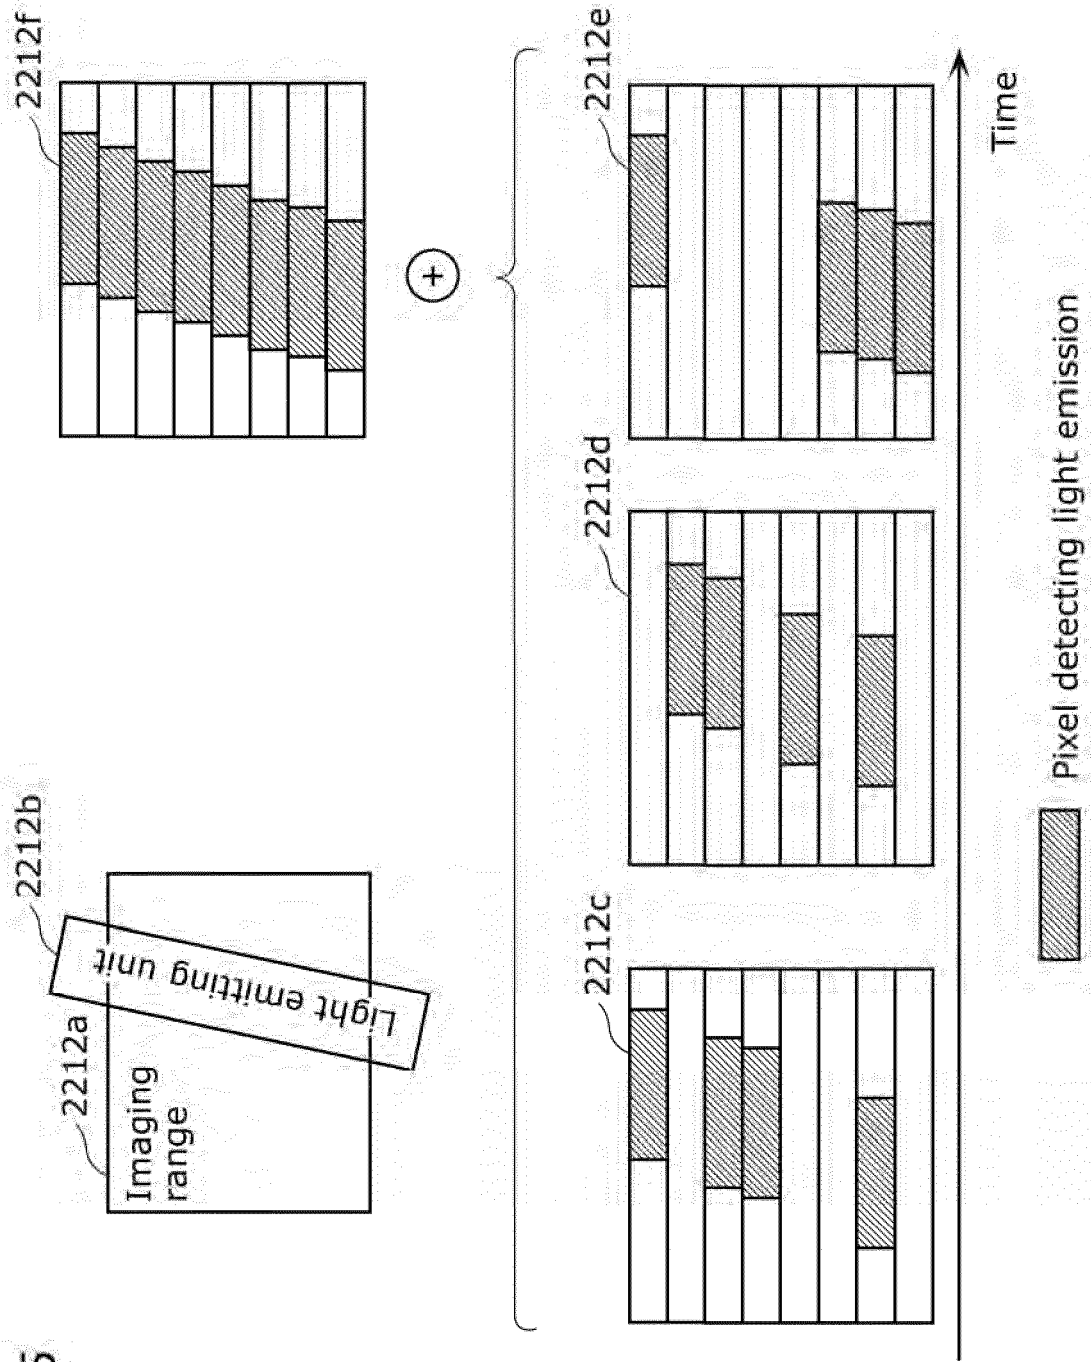 2212a
2212b
Imaging
range
Light emitting unit
2212f
+
2212c
2212d
2212e
Time
Pixel detecting light emission